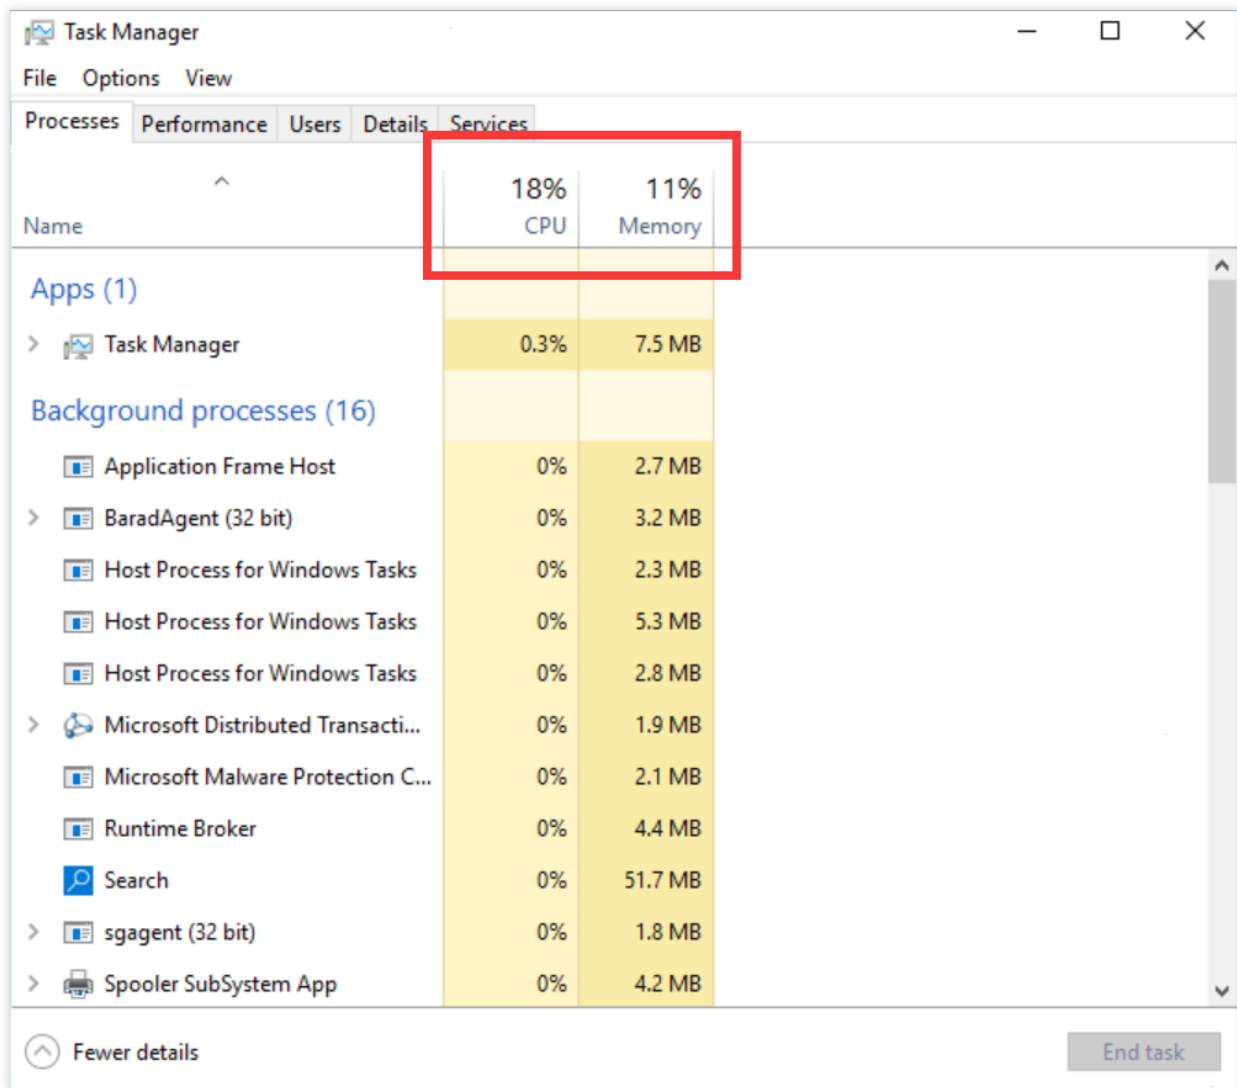 Task Manager
File Options View
Processes Performance Users Details Services
18% 11%
Name CPU Memory
Apps (1)
Task Manager 0.3% 7.5 MB
Background processes (16)
Application Frame Host 0% 2.7 MB
BaradAgent (32 bit) 0% 3.2 MB
Host Process for Windows Tasks 0% 2.3 MB
Host Process for Windows Tasks 0% 5.3 MB
Host Process for Windows Tasks 0% 2.8 MB
Microsoft Distributed Transacti... 0% 1.9 MB
Microsoft Malware Protection C... 0% 2.1 MB
Runtime Broker 0% 4.4 MB
Search 0% 51.7 MB
sgagent (32 bit) 0% 1.8 MB
Spooler SubSystem App 0% 4.2 MB
Fewer details End task